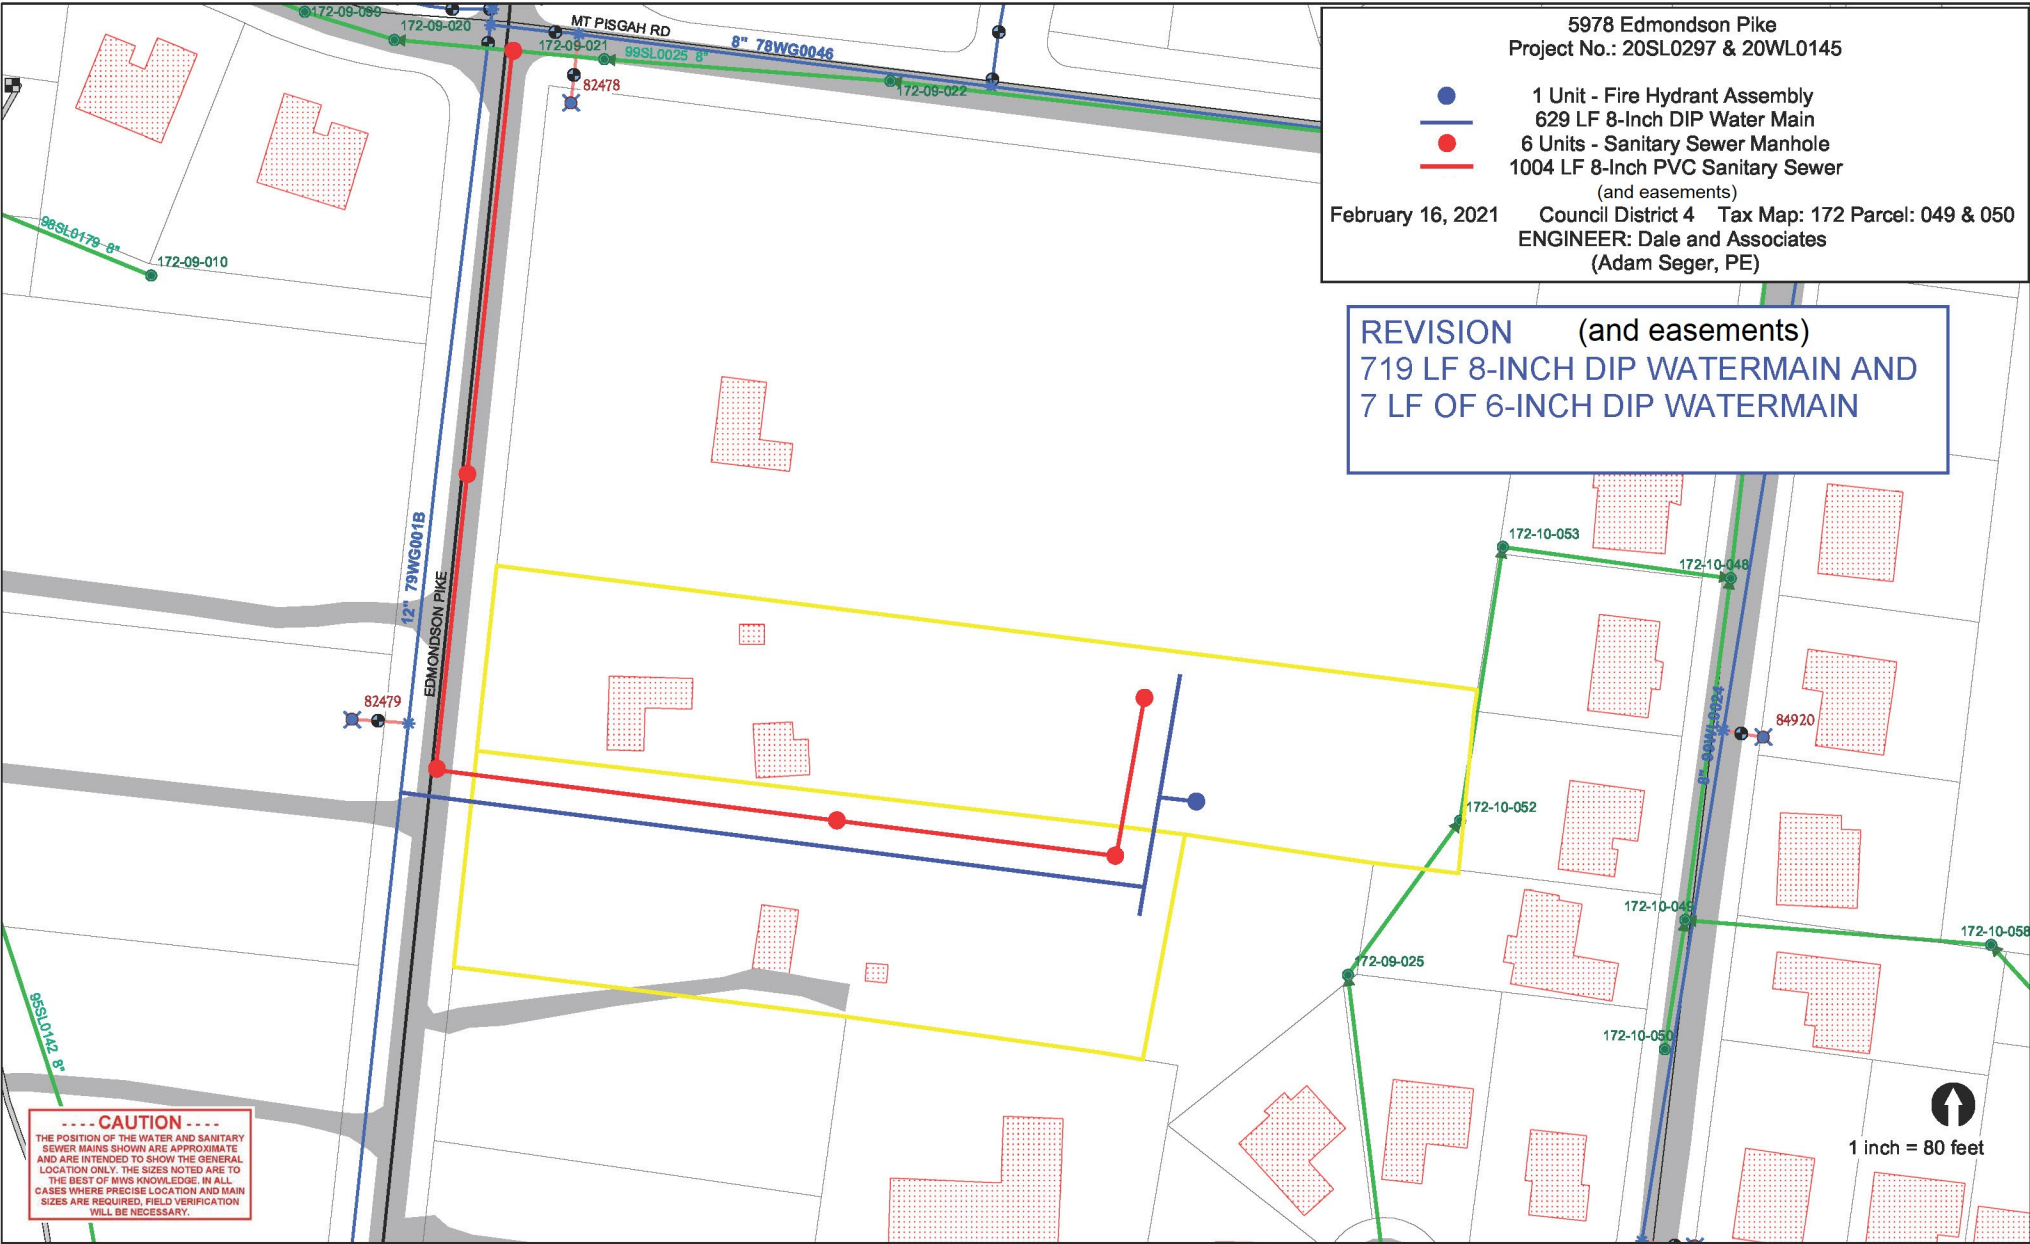 5978 Edmondson Pike
Project No.: 20SL0297 & 20WL0145
1 Unit - Fire Hydrant Assembly
629 LF 8-Inch DIP Water Main
6 Units - Sanitary Sewer Manhole
1004 LF 8-Inch PVC Sanitary Sewer
(and easements)
February 16, 2021 Council District 4 Tax Map: 172 Parcel: 049 & 050
ENGINEER: Dale and Associates
(Adam Seger, PE)
REVISION (and easements)
719 LF 8-INCH DIP WATERMAIN AND
7 LF OF 6-INCH DIP WATERMAIN
172-09-099
172-09-020
172-09-021
MT PISGAH RD
99SL0025 8"
8" 78WG0046
82478
172-09-022
98SL0179 8"
172-09-010
12" 79WG001B
EDMONDSON PIKE
82479
172-10-053
172-10-048
8" 90WL0024
84920
172-10-052
172-10-049
172-10-058
172-09-025
172-10-050
95SL0142 8"
1 inch = 80 feet
---- CAUTION ----
THE POSITION OF THE WATER AND SANITARY
SEWER MAINS SHOWN ARE APPROXIMATE
AND ARE INTENDED TO SHOW THE GENERAL
LOCATION ONLY. THE SIZES NOTED ARE TO
THE BEST OF MWS KNOWLEDGE. IN ALL
CASES WHERE PRECISE LOCATION AND MAIN
SIZES ARE REQUIRED, FIELD VERIFICATION
WILL BE NECESSARY.